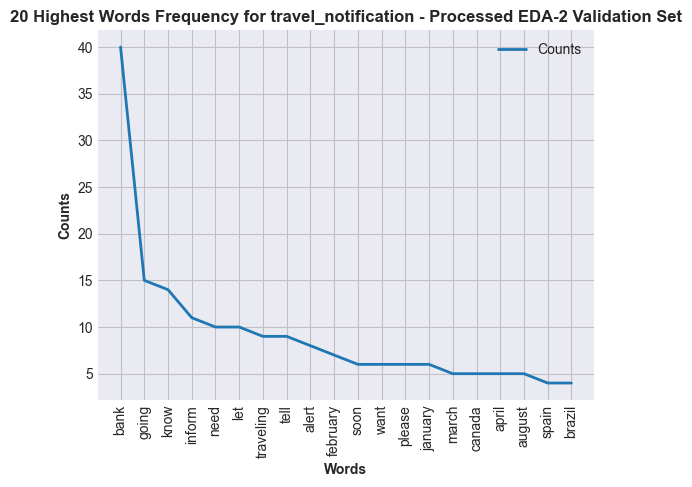 20 Highest Words Frequency for travel_notification - Processed EDA-2 Validation Set
Counts
40
35
30
25
20
15
10
5
Counts
bank
going
know
inform
need
let
traveling
tell
alert
february
soon
want
please
january
march
canada
april
august
spain
brazil
Words